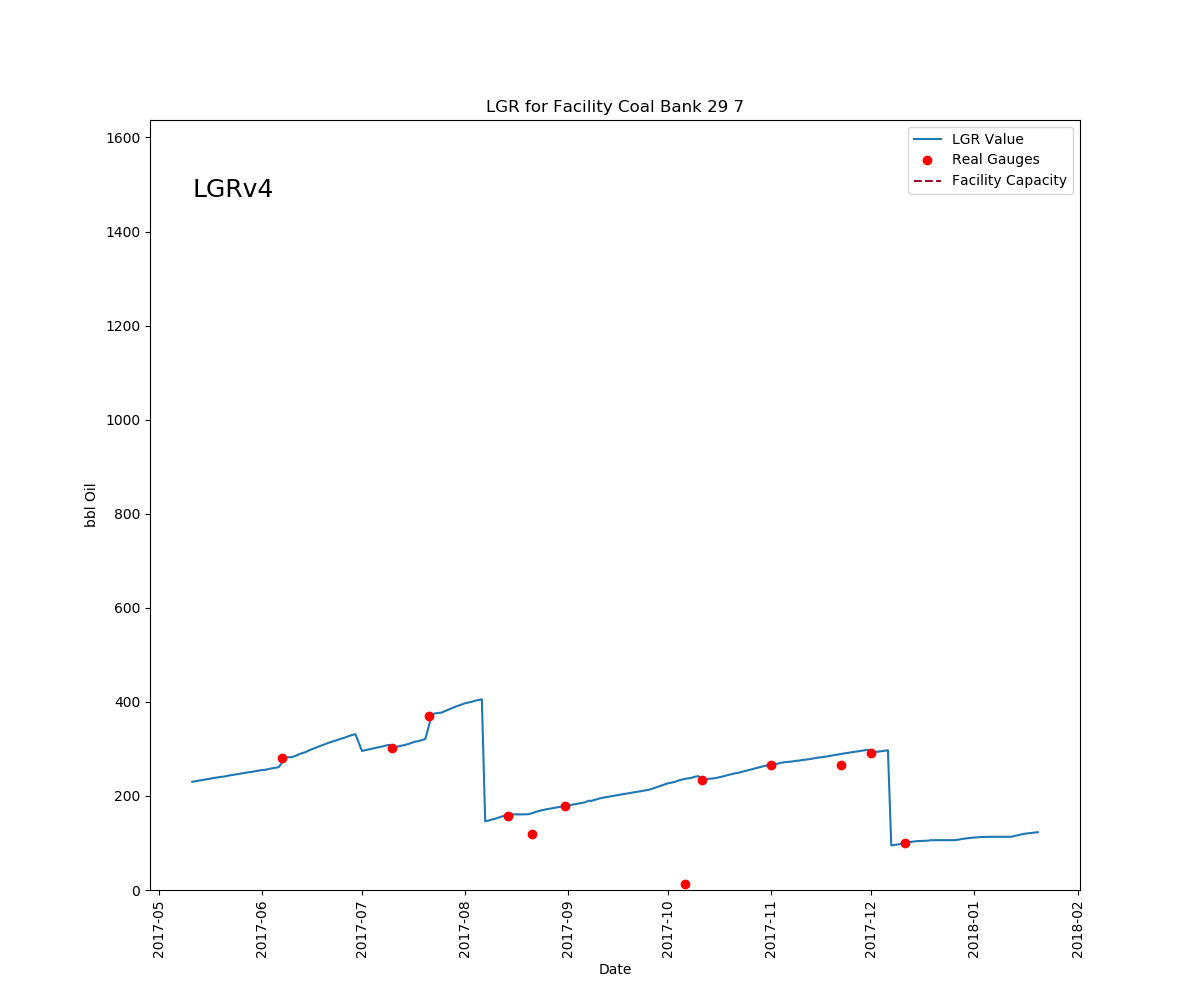 LGR for Facility Coal Bank 29 7
LGRv4
LGR Value
Real Gauges
Facility Capacity
bbl Oil
1600
1400
1200
1000
800
600
400
200
0
2017-05
2017-06
2017-07
2017-08
2017-09
2017-10
2017-11
2017-12
2018-01
2018-02
Date